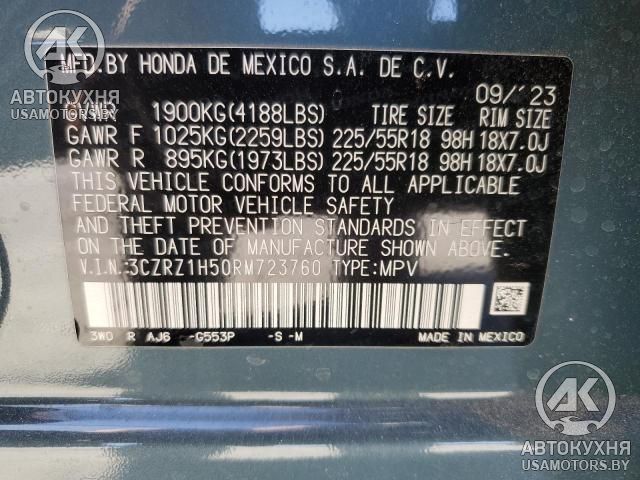 AK
АВТОКУХНЯ
USAMOTORS.BY
MFD.BY HONDA DE MEXICO S.A. DE C.V.
09/'23
GVWR 1900KG(4188LBS) TIRE SIZE RIM SIZE
GAWR F 1025KG(2259LBS) 225/55R18 98H 18X7.0J
GAWR R 895KG(1973LBS) 225/55R18 98H 18X7.0J
THIS VEHICLE CONFORMS TO ALL APPLICABLE
FEDERAL MOTOR VEHICLE SAFETY
AND THEFT PREVENTION STANDARDS IN EFFECT
ON THE DATE OF MANUFACTURE SHOWN ABOVE.
V.I.N.:3CZRZ1H50RM723760 TYPE:MPV
3W0 R AJ6 -G553P -S -M MADE IN MEXICO
AK
АВТОКУХНЯ
USAMOTORS.BY